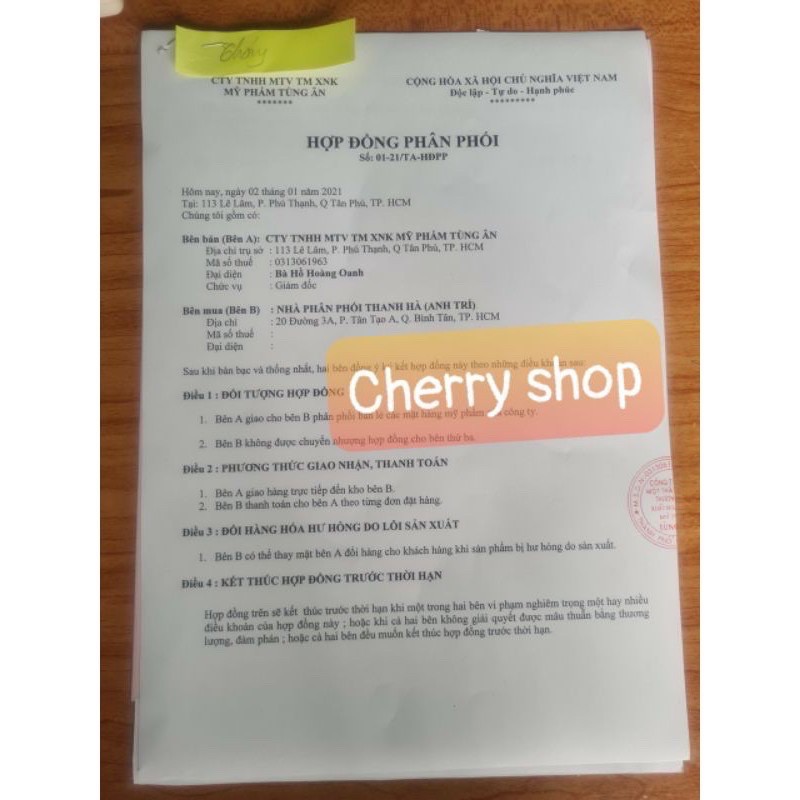 CTY TNHH MTV TM XNK
MỸ PHẨM TÙNG ÂN
*******
CỘNG HÒA XÃ HỘI CHỦ NGHĨA VIỆT NAM
Độc lập - Tự do - Hạnh phúc
*********
HỢP ĐỒNG PHÂN PHỐI
Số: 01-21/TA-HĐPP
Hôm nay, ngày 02 tháng 01 năm 2021
Tại: 113 Lê Lâm, P. Phú Thạnh, Q Tân Phú, TP. HCM
Chúng tôi gồm có:
Bên bán (Bên A): CTY TNHH MTV TM XNK MỸ PHẨM TÙNG ÂN
Địa chỉ trụ sở : 113 Lê Lâm, P. Phú Thạnh, Q Tân Phú, TP. HCM
Mã số thuế : 0313061963
Đại diện : Bà Hồ Hoàng Oanh
Chức vụ : Giám đốc
Bên mua (Bên B) : NHÀ PHÂN PHỐI THANH HÀ (ANH TRÍ)
Địa chỉ : 20 Đường 3A, P. Tân Tạo A, Q. Bình Tân, TP. HCM
Mã số thuế :
Đại diện :
Sau khi bàn bạc và thống nhất, hai bên đồng ý ký kết hợp đồng này theo những điều khoản sau:
Cherry shop
Điều 1 : ĐỐI TƯỢNG HỢP ĐỒNG
1. Bên A giao cho bên B phân phối bán lẻ các mặt hàng mỹ phẩm công ty.
2. Bên B không được chuyển nhượng hợp đồng cho bên thứ ba.
Điều 2 : PHƯƠNG THỨC GIAO NHẬN, THANH TOÁN
1. Bên A giao hàng trực tiếp đến kho bên B.
2. Bên B thanh toán cho bên A theo từng đơn đặt hàng.
Điều 3 : ĐỔI HÀNG HÓA HƯ HỎNG DO LỖI SẢN XUẤT
1. Bên B có thể thay mặt bên A đổi hàng cho khách hàng khi sản phẩm bị hư hỏng do sản xuất.
Điều 4 : KẾT THÚC HỢP ĐỒNG TRƯỚC THỜI HẠN
Hợp đồng trên sẽ kết thúc trước thời hạn khi một trong hai bên vi phạm nghiêm trọng một hay nhiều
điều khoản của hợp đồng này ; hoặc khi cả hai bên không giải quyết được mâu thuẫn bằng thương
lượng, đàm phán ; hoặc cả hai bên đều muốn kết thúc hợp đồng trước thời hạn.